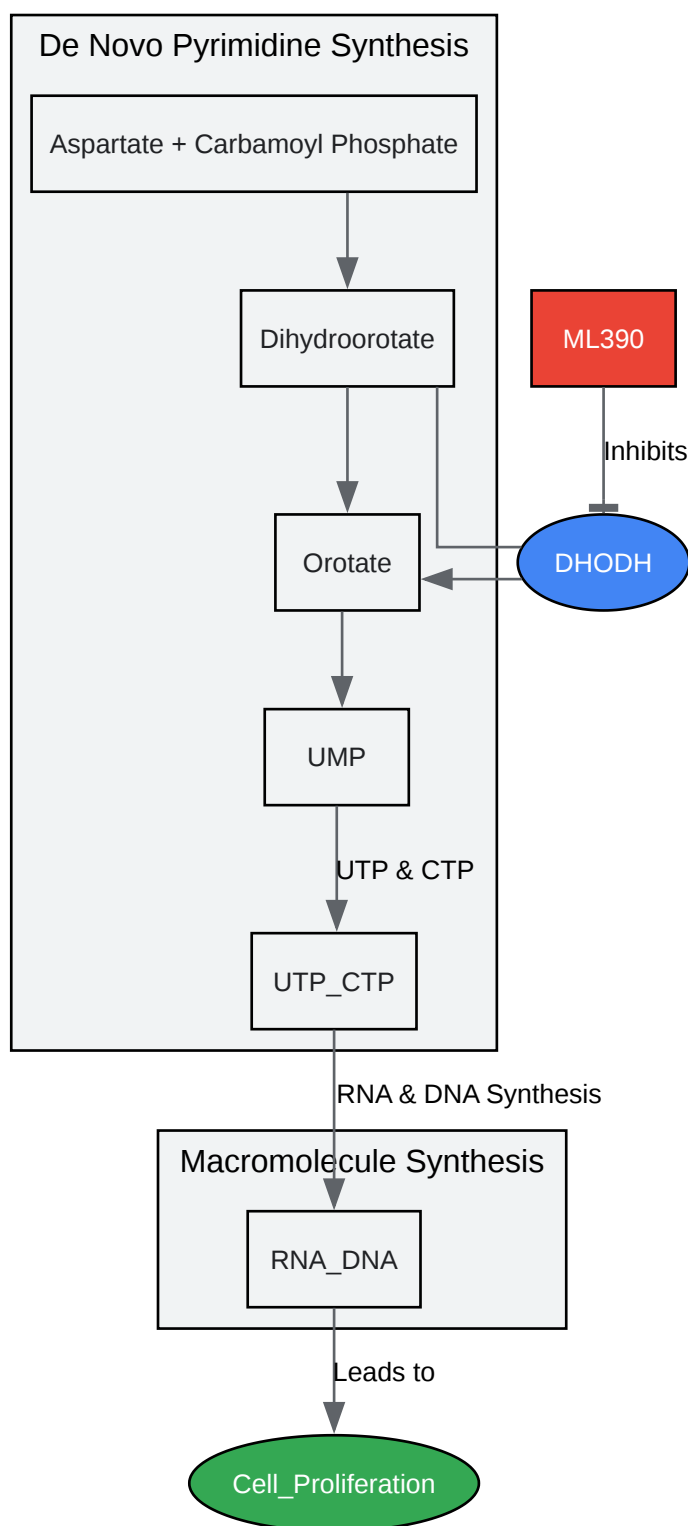 De Novo Pyrimidine Synthesis
Aspartate + Carbamoyl Phosphate
Dihydroorotate
ML390
Inhibits
Orotate
DHODH
UMP
UTP & CTP
UTP_CTP
RNA & DNA Synthesis
Macromolecule Synthesis
RNA_DNA
Leads to
Cell_Proliferation